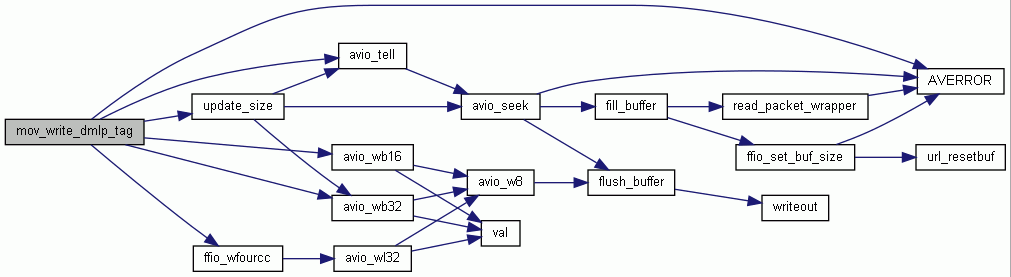 mov_write_dmlp_tag
avio_tell
update_size
avio_wb16
avio_wb32
ffio_wfourcc
avio_wl32
avio_seek
avio_w8
val
fill_buffer
flush_buffer
read_packet_wrapper
ffio_set_buf_size
writeout
AVERROR
url_resetbuf